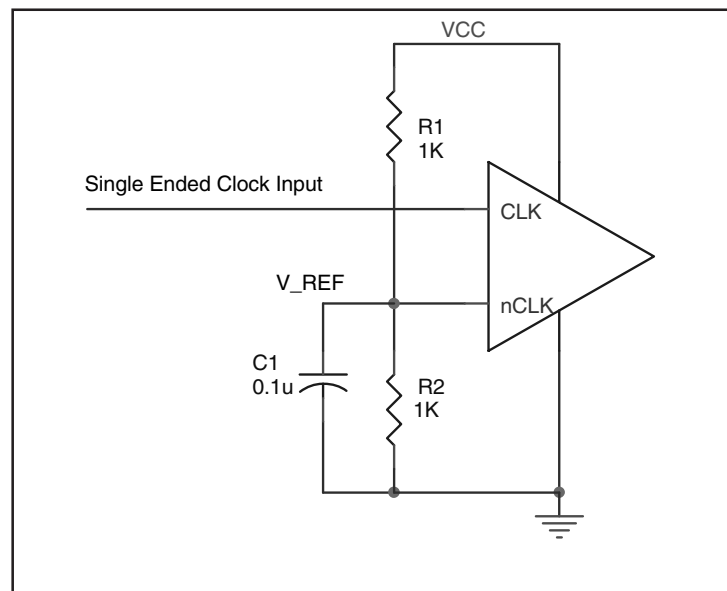 VCC
R1
1K
Single Ended Clock Input
CLK
V_REF
nCLK
C1
0.1u
R2
1K